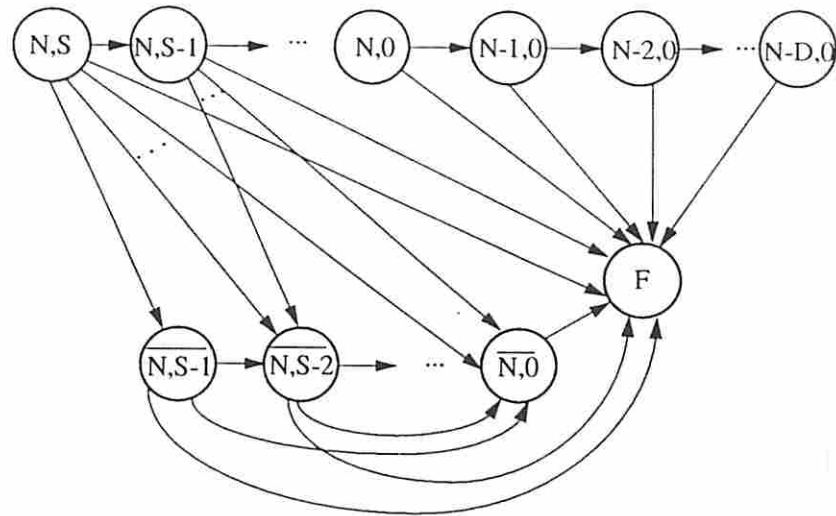 N,S N,S-1 ... N,0 N-1,0 N-2,0 ... N-D,0
F
N̅,̅S̅-̅1̅ N̅,̅S̅-̅2̅ ... N̅,̅0̅